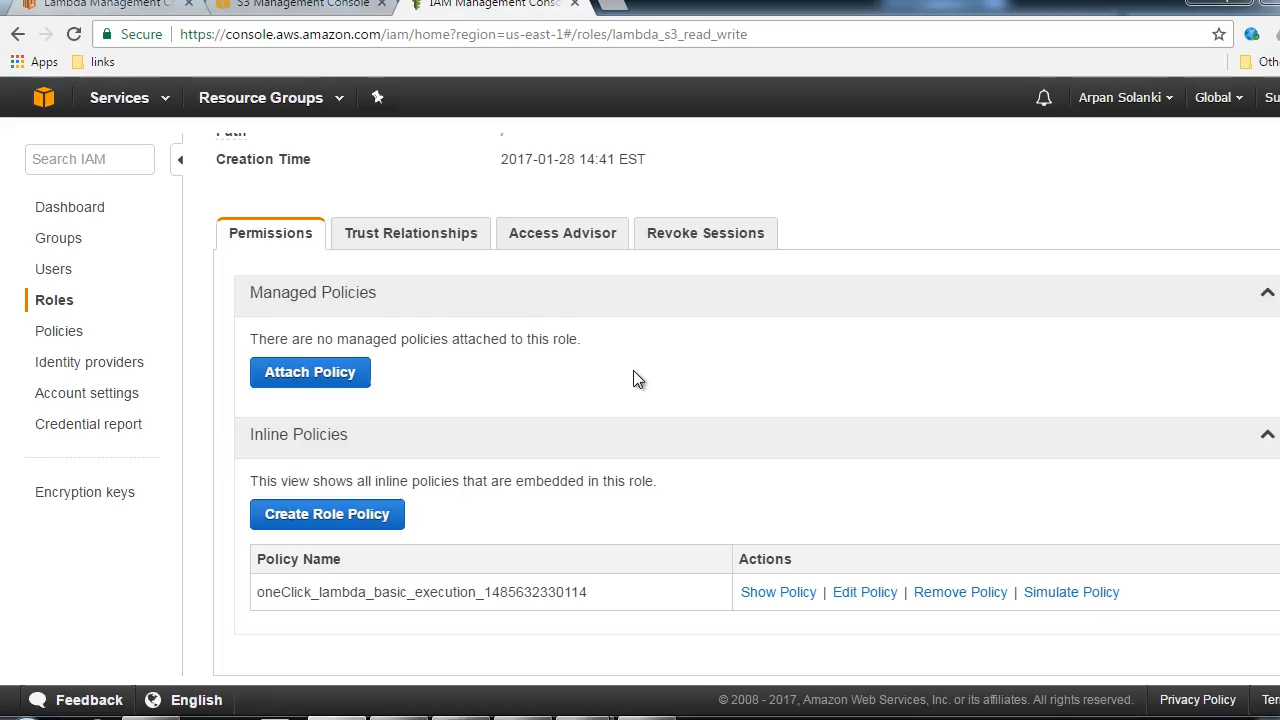 Lambda Management Co
S3 Management Console
IAM Management Conso
Secure https://console.aws.amazon.com/iam/home?region=us-east-1#/roles/lambda_s3_read_write
Apps links Othe
Services Resource Groups Arpan Solanki Global Su
Search IAM
Path /
Creation Time 2017-01-28 14:41 EST
Dashboard
Groups
Users
Roles
Policies
Identity providers
Account settings
Credential report
Encryption keys
Permissions Trust Relationships Access Advisor Revoke Sessions
Managed Policies
There are no managed policies attached to this role.
Attach Policy
Inline Policies
This view shows all inline policies that are embedded in this role.
Create Role Policy
Policy Name Actions
oneClick_lambda_basic_execution_1485632330114 Show Policy | Edit Policy | Remove Policy | Simulate Policy
Feedback English © 2008 - 2017, Amazon Web Services, Inc. or its affiliates. All rights reserved. Privacy Policy Ter